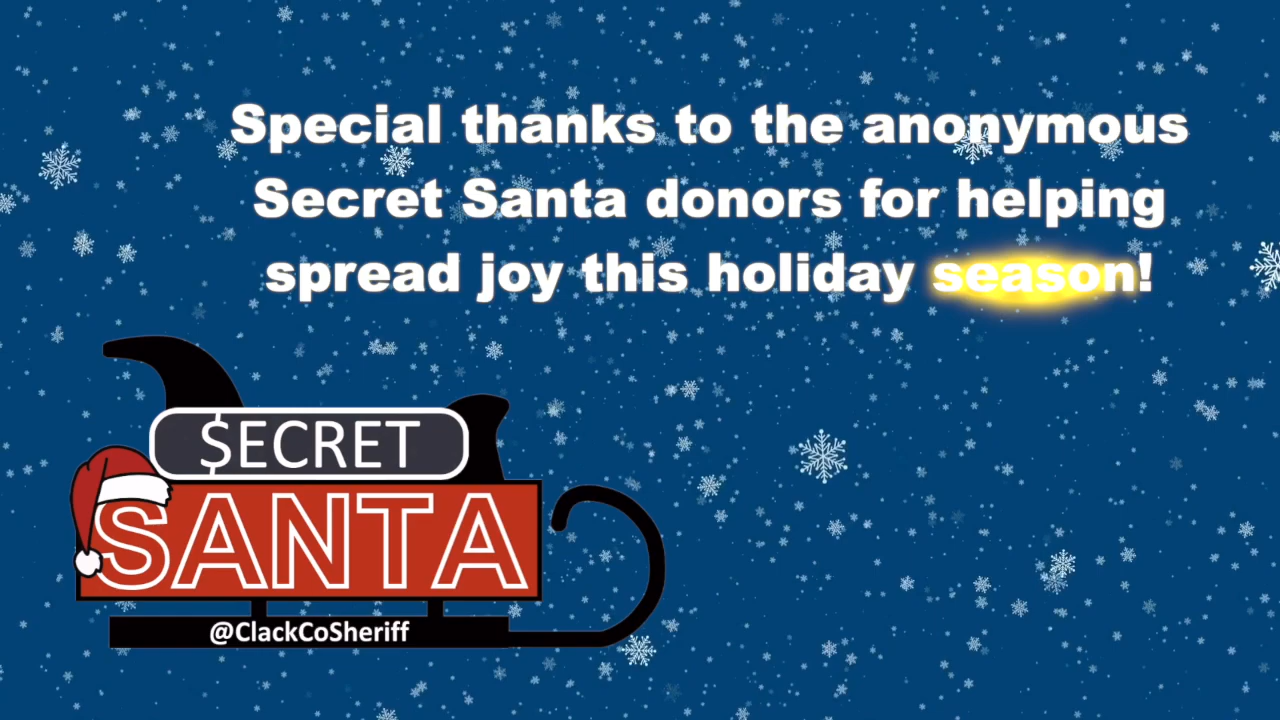 Special thanks to the anonymous
Secret Santa donors for helping
spread joy this holiday season!
$ECRET
SANTA
@ClackCoSheriff